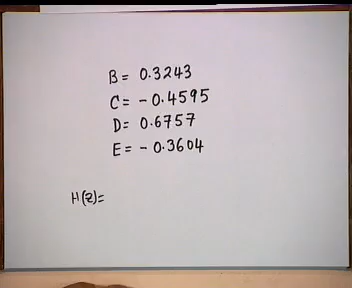 B = 0.3243
C = - 0.4595
D = 0.6757
E = - 0.3604
H(z) =